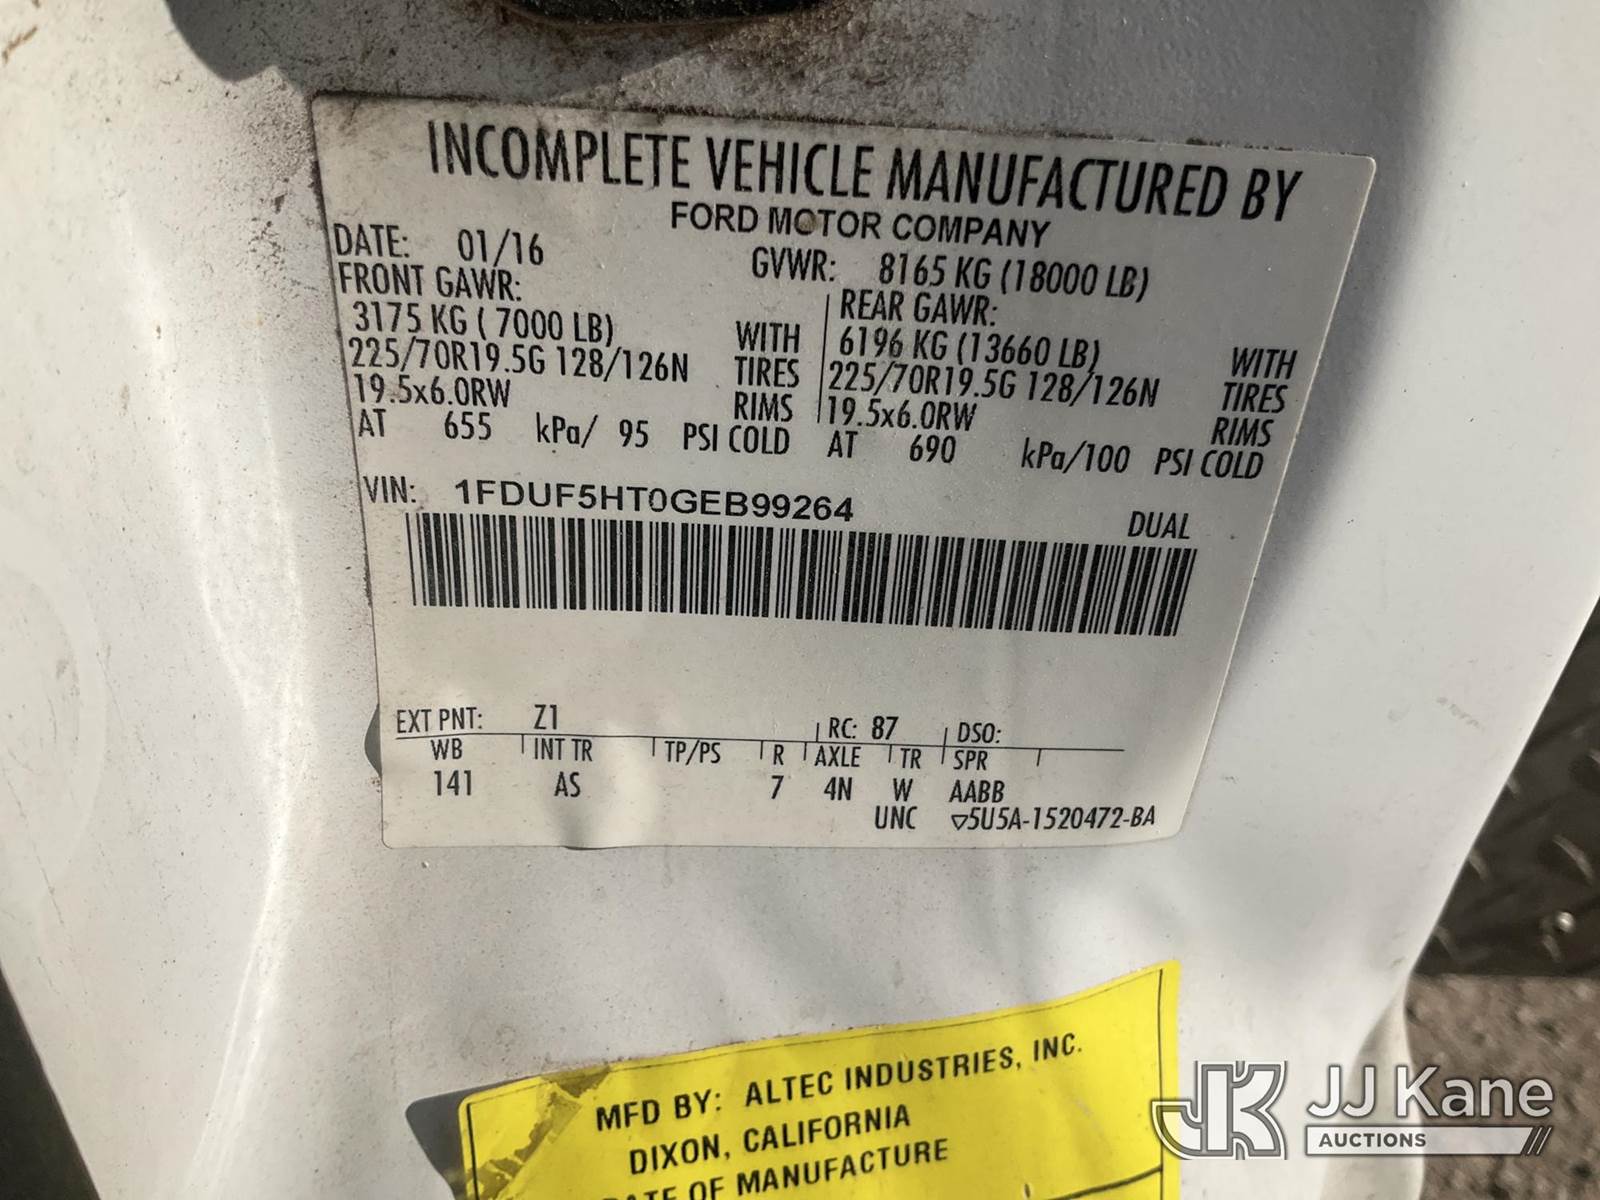 INCOMPLETE VEHICLE MANUFACTURED BY
FORD MOTOR COMPANY
DATE: 01/16 GVWR: 8165 KG (18000 LB)
FRONT GAWR: REAR GAWR:
3175 KG ( 7000 LB) WITH 6196 KG (13660 LB) WITH
225/70R19.5G 128/126N TIRES 225/70R19.5G 128/126N TIRES
19.5x6.0RW RIMS 19.5x6.0RW RIMS
AT 655 kPa/ 95 PSI COLD AT 690 kPa/100 PSI COLD
VIN: 1FDUF5HT0GEB99264 DUAL
EXT PNT: Z1 RC: 87 DSO:
WB INT TR TP/PS R AXLE TR SPR
141 AS 7 4N W AABB
UNC ▽5U5A-1520472-BA
MFD BY: ALTEC INDUSTRIES, INC.
DIXON, CALIFORNIA
DATE OF MANUFACTURE
JK JJ Kane
AUCTIONS